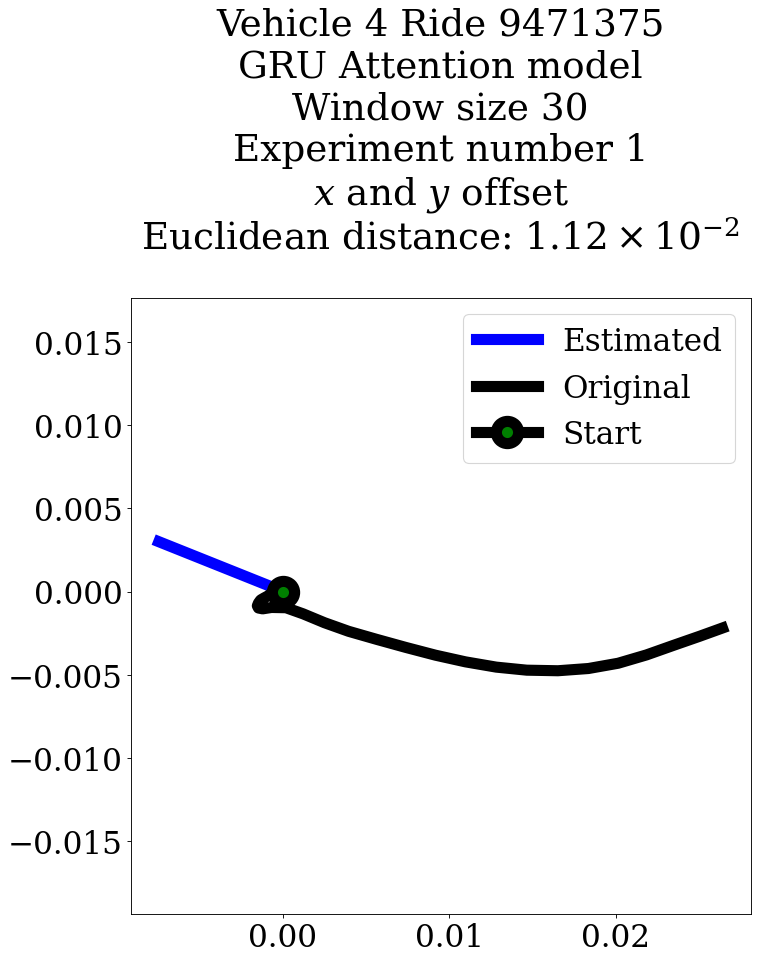 Vehicle 4 Ride 9471375
GRU Attention model
Window size 30
Experiment number 1
x and y offset
Euclidean distance: 1.12 × 10⁻²
Estimated
Original
Start
0.015
0.010
0.005
0.000
−0.005
−0.010
−0.015
0.00 0.01 0.02